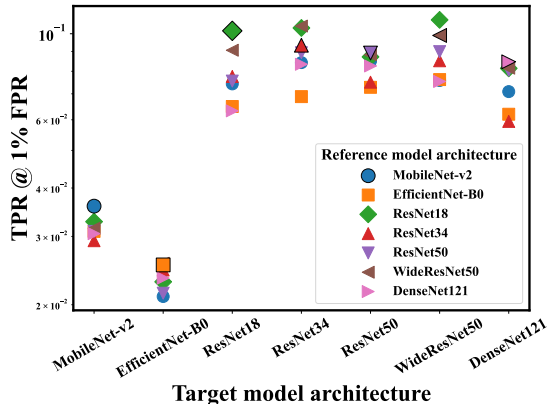 TPR @ 1% FPR
10⁻¹
6 × 10⁻²
4 × 10⁻²
3 × 10⁻²
2 × 10⁻²
Reference model architecture
MobileNet-v2
EfficientNet-B0
ResNet18
ResNet34
ResNet50
WideResNet50
DenseNet121
MobileNet-v2
EfficientNet-B0
ResNet18
ResNet34
ResNet50
WideResNet50
DenseNet121
Target model architecture